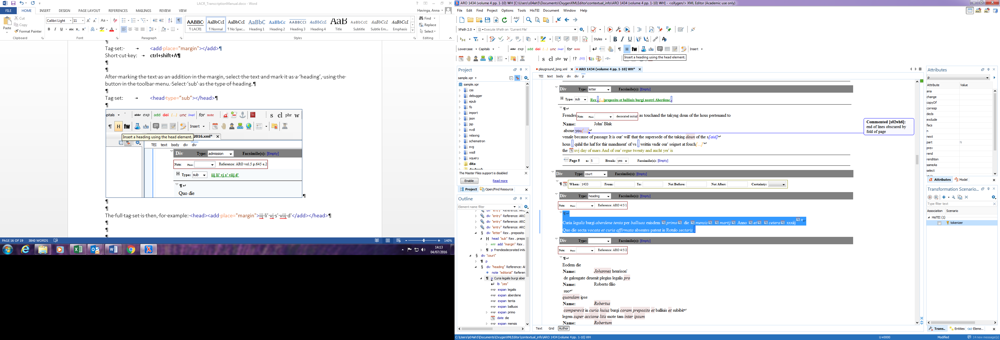 LACR_TranscriptionManual.docx - Word
FILE HOME INSERT DESIGN PAGE LAYOUT REFERENCES MAILINGS REVIEW VIEW
Havinga, Anna
Paste
Cut
Copy
Format Painter
Clipboard
Calibri Light 11
Font
Paragraph
AABBC AaBbCcI AaBbCcI AaBbC AaBbCc AABBCCI AaBbCcL AaB AaBbCcC AaBbCcL AaBbCcI
¶ LACR1 ¶ Normal ¶ No Spac... Heading 1 Heading 2 Heading 3 Heading 4 Title Subtitle Subtle Em... Emphasis
Styles
Find
Replace
Select
Editing
¶
Tag·set:· → <add·place="margin"></add>¶
Short·cut·key: → ctrl+shift+A¶
¶
¶
After·marking·the·text·as·an·addition·in·the·margin,·select·the·text·and·mark·it·as·a·‘heading’,·using·the·
button·in·the·toolbar·menu.·Select·‘sub’·as·the·type·of·heading.¶
¶
Tag·set: → <head·type=”sub”></head>¶
¶
apitals abbr exp add del [...] unc [sup] for note s cl phr w
¶ H fw Insert
Insert a heading using the head element. 2016.xml*
TEI text body div div
Div Type: admission Facsimile(s): [Empty]
Note: Place: Reference: ARO vol.5 p.645 e.2
H Type: sub iij li' vj s' viij d'
¶
Quo die
¶
¶
¶
The·full·tag·set·is·then,·for·example:·<head><add·place="margin">iij·li'·vj·s'·viij·d'</add></head>¶
¶
¶
¶
PAGE 16 OF 19 3840 WORDS 140%
14:13
04/07/2016
ARO 1434 (volume 4 pp. 1-10) WH [C:\Users\s04ah5\Documents\OxygenXMLEditor\contextual_info\ARO 1434 (volume 4 pp. 1-10) WH] - <oXygen/> XML Editor (Academic use only)
File Edit Find Project Options Tools HisTEI Document Window Help
XPath 2.0 Execute XPath on 'Current File'
Styles B I U
Lowercase Capitals abbr exp add del [...] unc [sup] for note ¶ H fw Insert
s cl phr w !? [!?] 123
Insert a heading using the head element.
Project
sample.xpr
sample.xpr
css
debugger
epub
fo
import
json
jsp
nvdl
relaxng
schematron
svg
wsdl
xquery
dita
docbook
The Master Files support is disabled
Enable Read more
Project Open/Find Resource
Outline
Element name filter
div "entry" Reference: ARC
div "entry" Reference: ARC
div "entry" Reference: ARC
div "entry" Reference: ARC
div "letter" Rex . preposito
head "sub" Rex . prepo
add "margin" Rex .
p Frendesdecorated initi
div "court"
p
div "heading" Reference: AI
note "editorial" Referen
p Curia legalis burgi aber
lb "yes"
exp expan legalis
exp expan aberdene
exp expan tenta
exp expan balliuos
exp expan primo
date die
exp expan mensis
playground_long.xml ARO 1434 (volume 4 pp. 1-10) WH*
TEI text body div div p
Div Type: letter Facsimile(s): [Empty]
H Type: sub Rex . [...] preposito et balliuis burgi nostri Aberdene .
¶
Frendes Note: Place: decorated initial as touchand the takyng doun of the hous pertenand to
Name: John' Blak
aboue you[...]
venale because of passage It is our' will' that the supersede of the taking doun of the s[aid]
hous . quhil the haf for thir mandment' of vs . writtin vndir our' seignet at fouch[...]'
the xvj day of mars And of our' regne twenty and aucht yer' is
Page 5 n: 5 Break: yes Facsimile(s): [Empty]
Div Type: court Facsimile(s): [Empty]
¶ When: 1433 From: To: Not Before: Not After: Certainty:
Div Type: heading Facsimile(s): [Empty]
Note: Place: Reference: ARO 4/5/1
¶
Curia legalis burgi aberdene tenta per balliuos euisdem primo die mensis martij Anno et cetera xxxiij o
Quo die secta vocata et curia affirmata absentes patent in Rotulo sectaris .
Div Type: Facsimile(s): [Empty]
Note: Place: Reference: ARO 4/5/2
¶
Eodem die
Name: Johannes henrison'
de galougate deuenit plegius legalis pro
Name: Roberto filio
suo
quondam ipse
Name: Robertus
comperevit in curia huius burgi coram preposito et balliuis et subibit
legem super accione litis mote tam inter ipsum
Name: Robertum
Commented [s02wh6]:
end of lines obscured by
fold of page
Text Grid Author
Attributes
p
Attribute Value
ana
change
copyOf
corresp
decls
exclude
facs
n
next
part N
prev
rend
rendition
sameAs
select
style
Attributes Model
Transformation Scenario...
Type filter text
Association Scenario
HisTEI (1)
tokenizer
Trans.. Entities Eleme..
C:\Users\s04ah5\Documents\OxygenXMLEditor\contextual_info\ARO 1434 (volume 4 pp. 1-10) WH U+0000 Modified 14 new message(s)